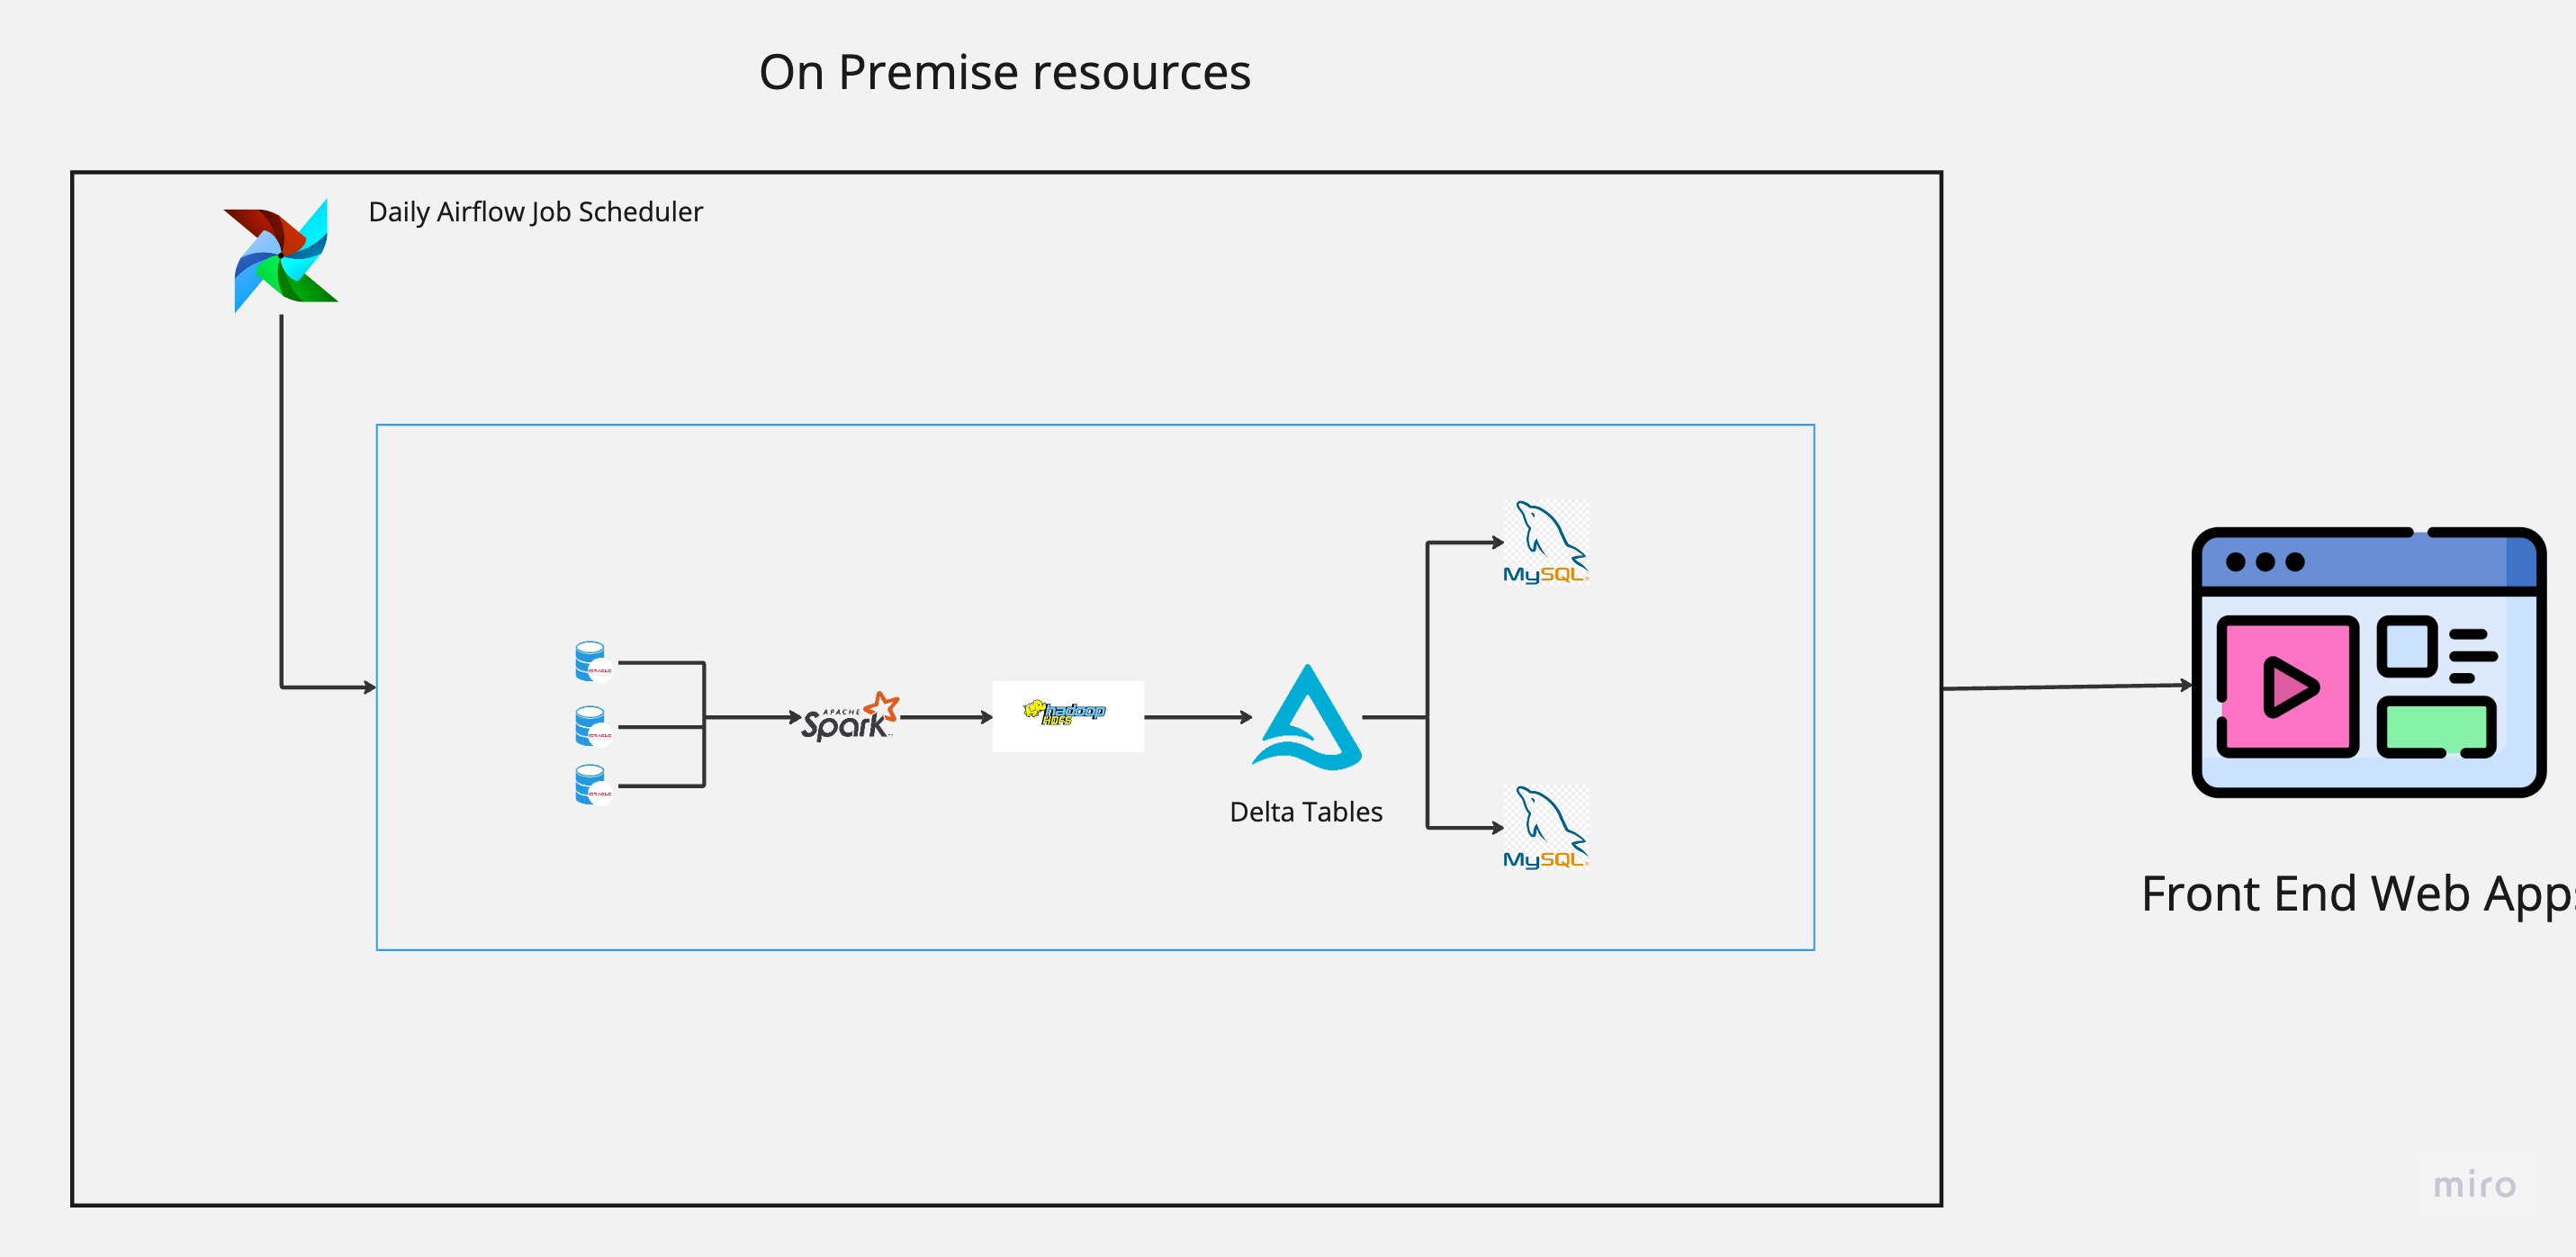 On Premise resources
Daily Airflow Job Scheduler
MySQL
ORACLE
ORACLE
APACHE
Spark
hadoop
HDFS
ORACLE
Delta Tables
MySQL
Front End Web Apps
miro